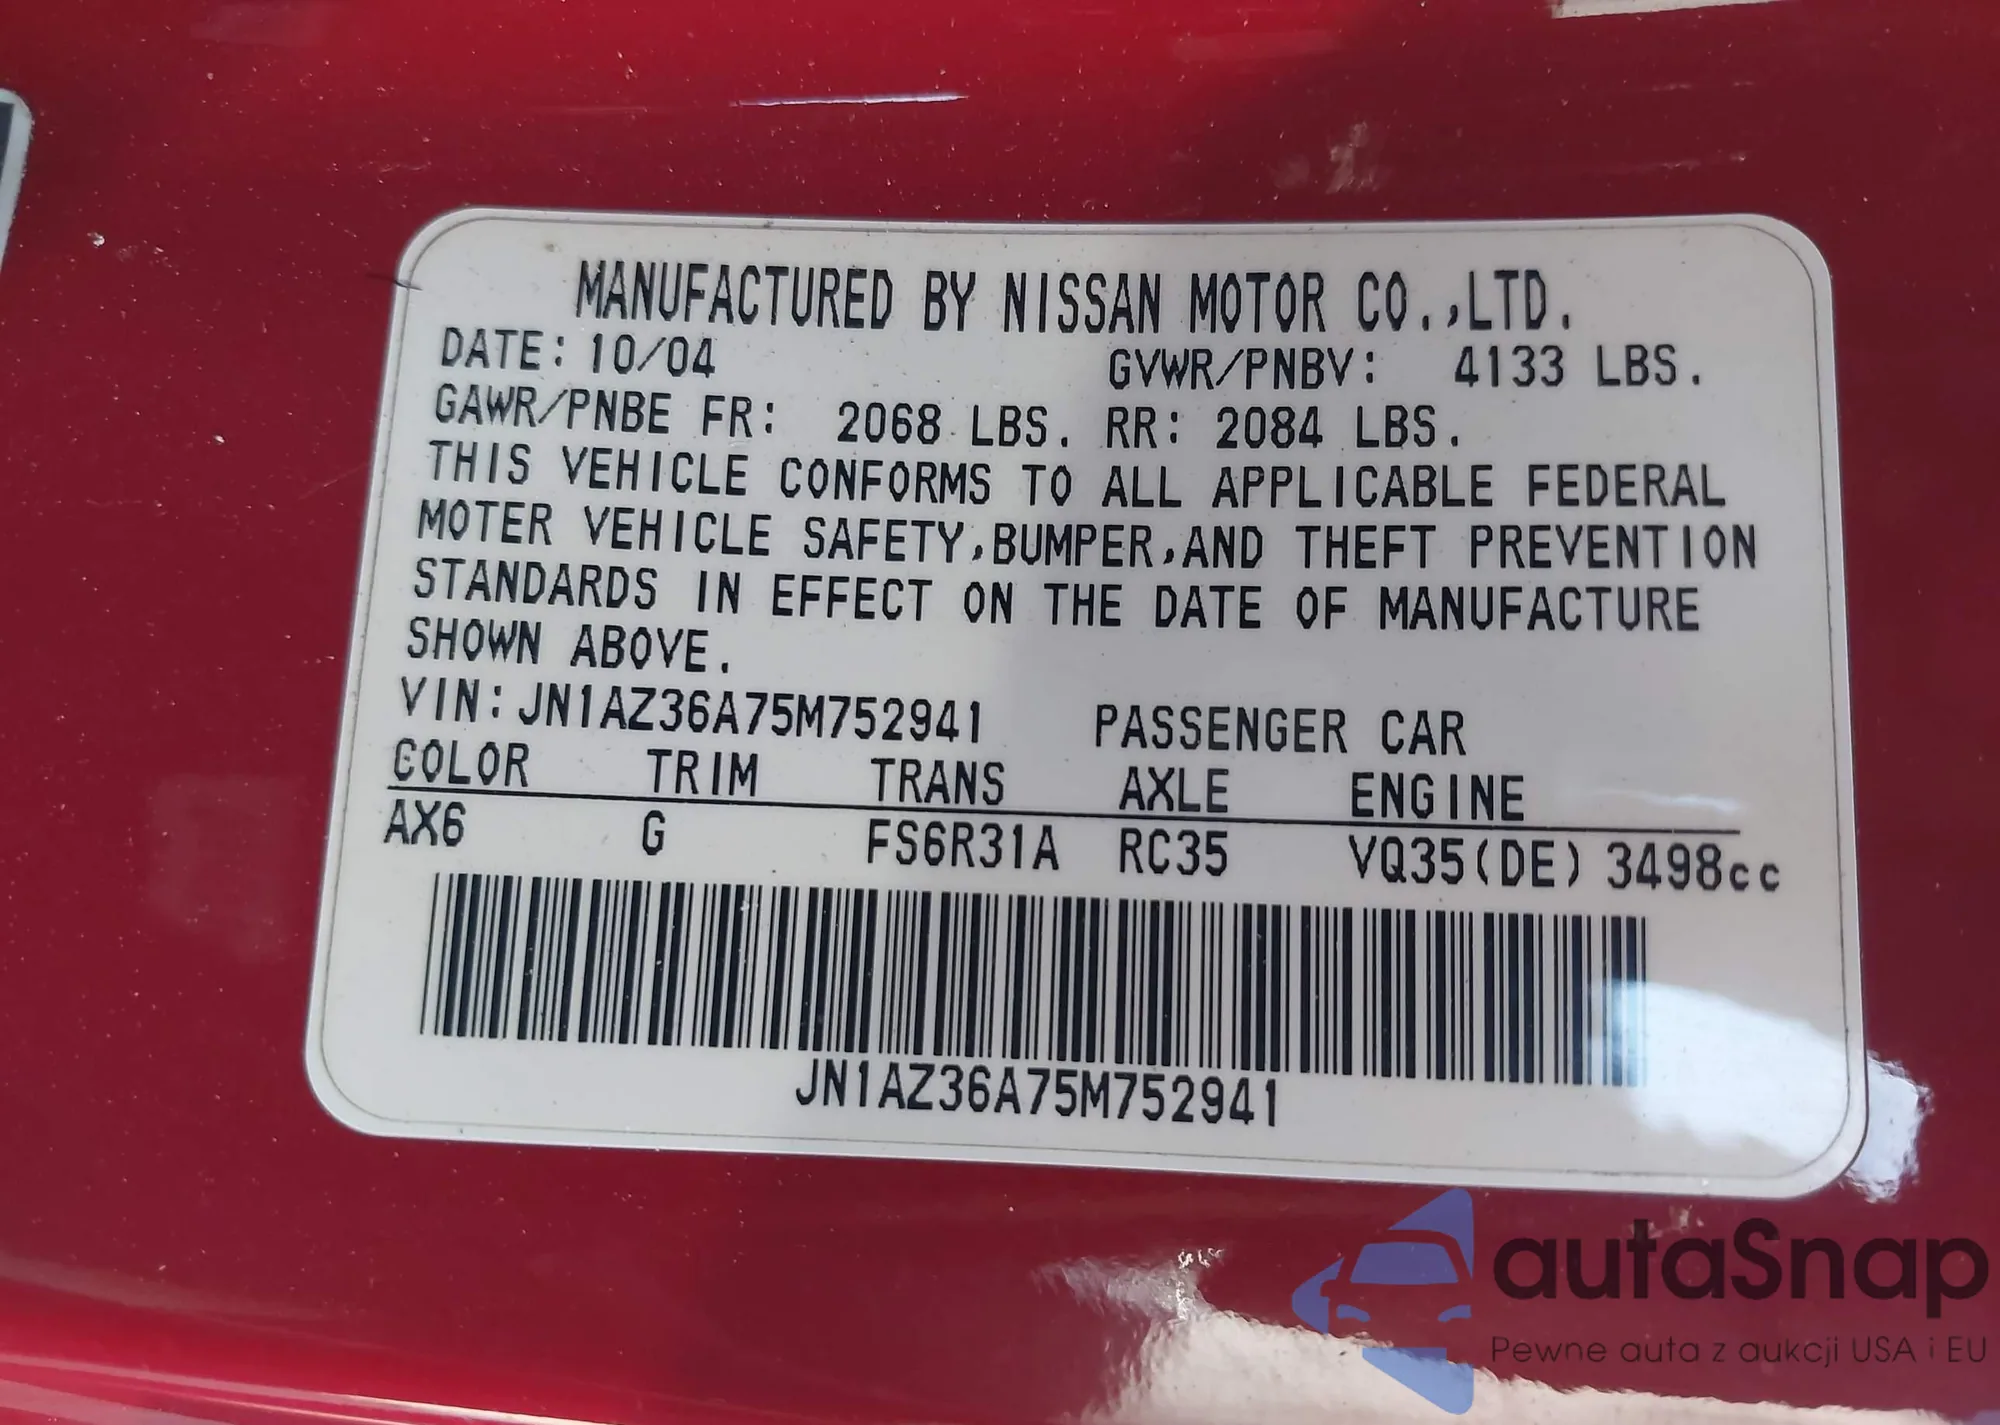 MANUFACTURED BY NISSAN MOTOR CO.,LTD.
DATE: 10/04 GVWR/PNBV: 4133 LBS.
GAWR/PNBE FR: 2068 LBS. RR: 2084 LBS.
THIS VEHICLE CONFORMS TO ALL APPLICABLE FEDERAL
MOTER VEHICLE SAFETY,BUMPER,AND THEFT PREVENTION
STANDARDS IN EFFECT ON THE DATE OF MANUFACTURE
SHOWN ABOVE.
VIN: JN1AZ36A75M752941 PASSENGER CAR
COLOR TRIM TRANS AXLE ENGINE
AX6 G FS6R31A RC35 VQ35(DE) 3498cc
JN1AZ36A75M752941
autaSnap
Pewne auta z aukcji USA i EU